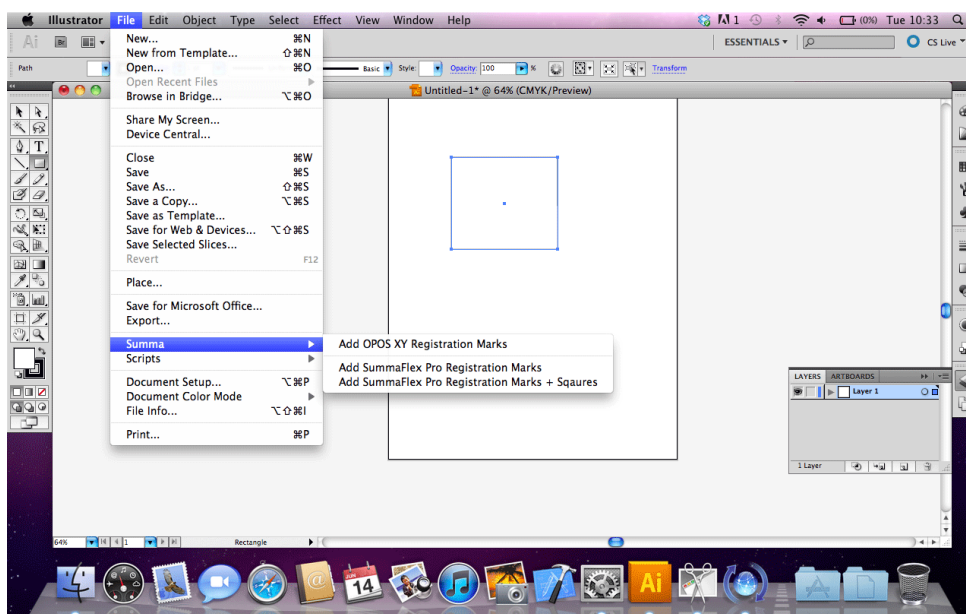 Illustrator File Edit Object Type Select Effect View Window Help 1 (0%) Tue 10:33
Ai Br ESSENTIALS CS Live
Path Basic Style: Opacity: 100 % Transform
Untitled-1* @ 64% (CMYK/Preview)
New... ⌘N
New from Template... ⇧⌘N
Open... ⌘O
Open Recent Files
Browse in Bridge... ⌥⌘O
Share My Screen...
Device Central...
Close ⌘W
Save ⌘S
Save As... ⇧⌘S
Save a Copy... ⌥⌘S
Save as Template...
Save for Web & Devices... ⌥⇧⌘S
Save Selected Slices...
Revert F12
Place...
Save for Microsoft Office...
Export...
Summa
Scripts
Document Setup... ⌥⌘P
Document Color Mode
File Info... ⌥⇧⌘I
Print... ⌘P
Add OPOS XY Registration Marks
Add SummaFlex Pro Registration Marks
Add SummaFlex Pro Registration Marks + Sqaures
T
LAYERS ARTBOARDS
Layer 1
1 Layer
64% 1 Rectangle
JUN
14
Ai